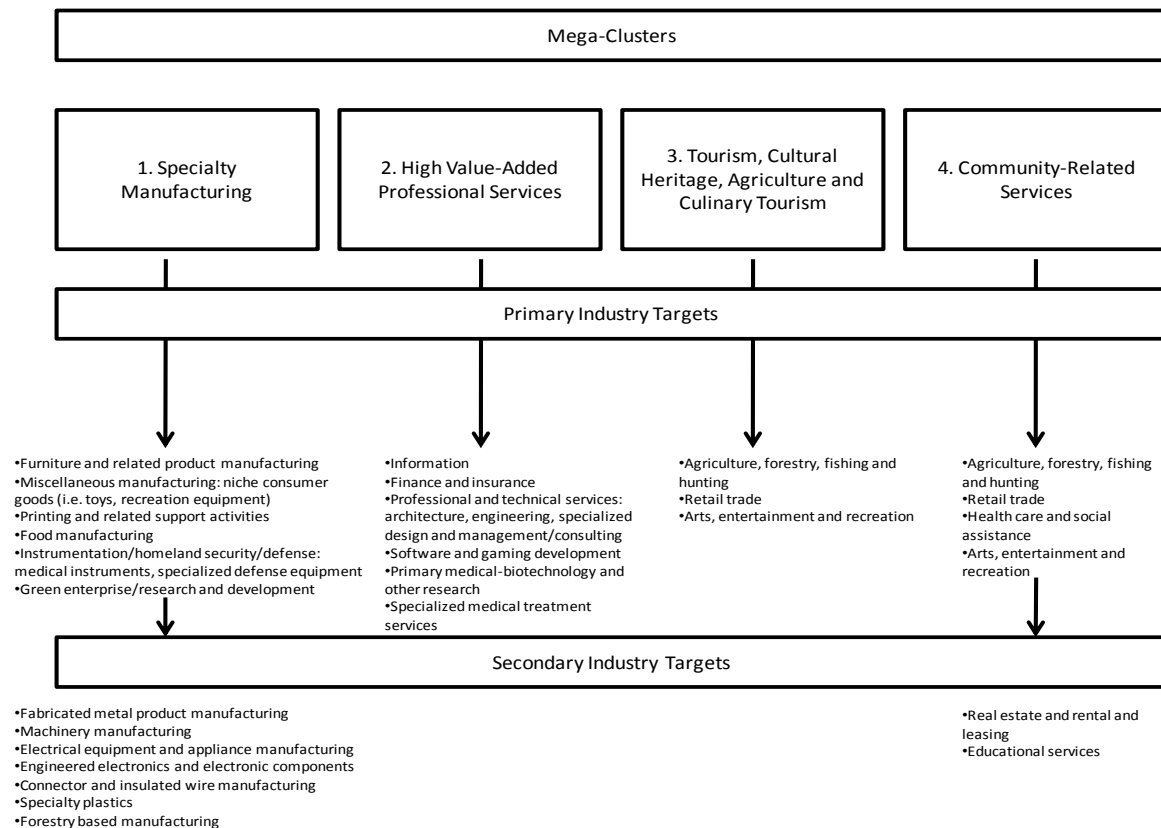 Mega-Clusters
1. Specialty
Manufacturing
2. High Value-Added
Professional Services
3. Tourism, Cultural
Heritage, Agriculture and
Culinary Tourism
4. Community-Related
Services
Primary Industry Targets
•Furniture and related product manufacturing
•Miscellaneous manufacturing: niche consumer
goods (i.e. toys, recreation equipment)
•Printing and related support activities
•Food manufacturing
•Instrumentation/homeland security/defense:
medical instruments, specialized defense equipment
•Green enterprise/research and development
•Information
•Finance and insurance
•Professional and technical services:
architecture, engineering, specialized
design and management/consulting
•Software and gaming development
•Primary medical-biotechnology and
other research
•Specialized medical treatment
services
•Agriculture, forestry, fishing and
hunting
•Retail trade
•Arts, entertainment and recreation
•Agriculture, forestry, fishing
and hunting
•Retail trade
•Health care and social
assistance
•Arts, entertainment and
recreation
Secondary Industry Targets
•Fabricated metal product manufacturing
•Machinery manufacturing
•Electrical equipment and appliance manufacturing
•Engineered electronics and electronic components
•Connector and insulated wire manufacturing
•Specialty plastics
•Forestry based manufacturing
•Real estate and rental and
leasing
•Educational services